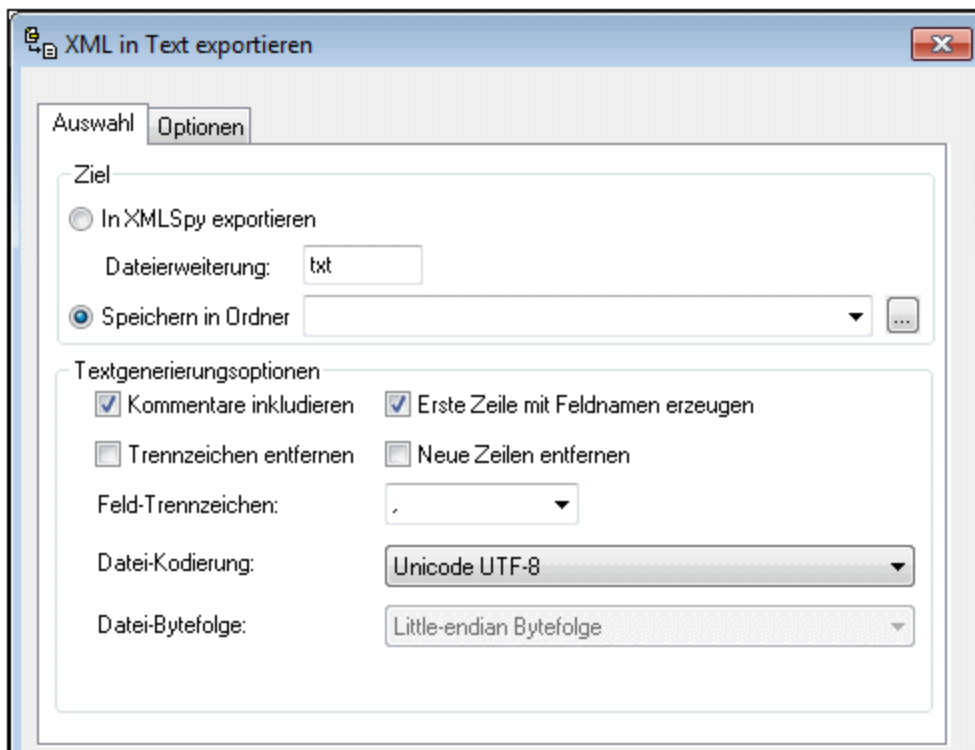 XML in Text exportieren
Auswahl
Optionen
Ziel
In XMLSpy exportieren
Dateierweiterung: txt
Speichern in Ordner ...
Textgenerierungsoptionen
Kommentare inkludieren Erste Zeile mit Feldnamen erzeugen
Trennzeichen entfernen Neue Zeilen entfernen
Feld-Trennzeichen: ,
Datei-Kodierung: Unicode UTF-8
Datei-Bytefolge: Little-endian Bytefolge